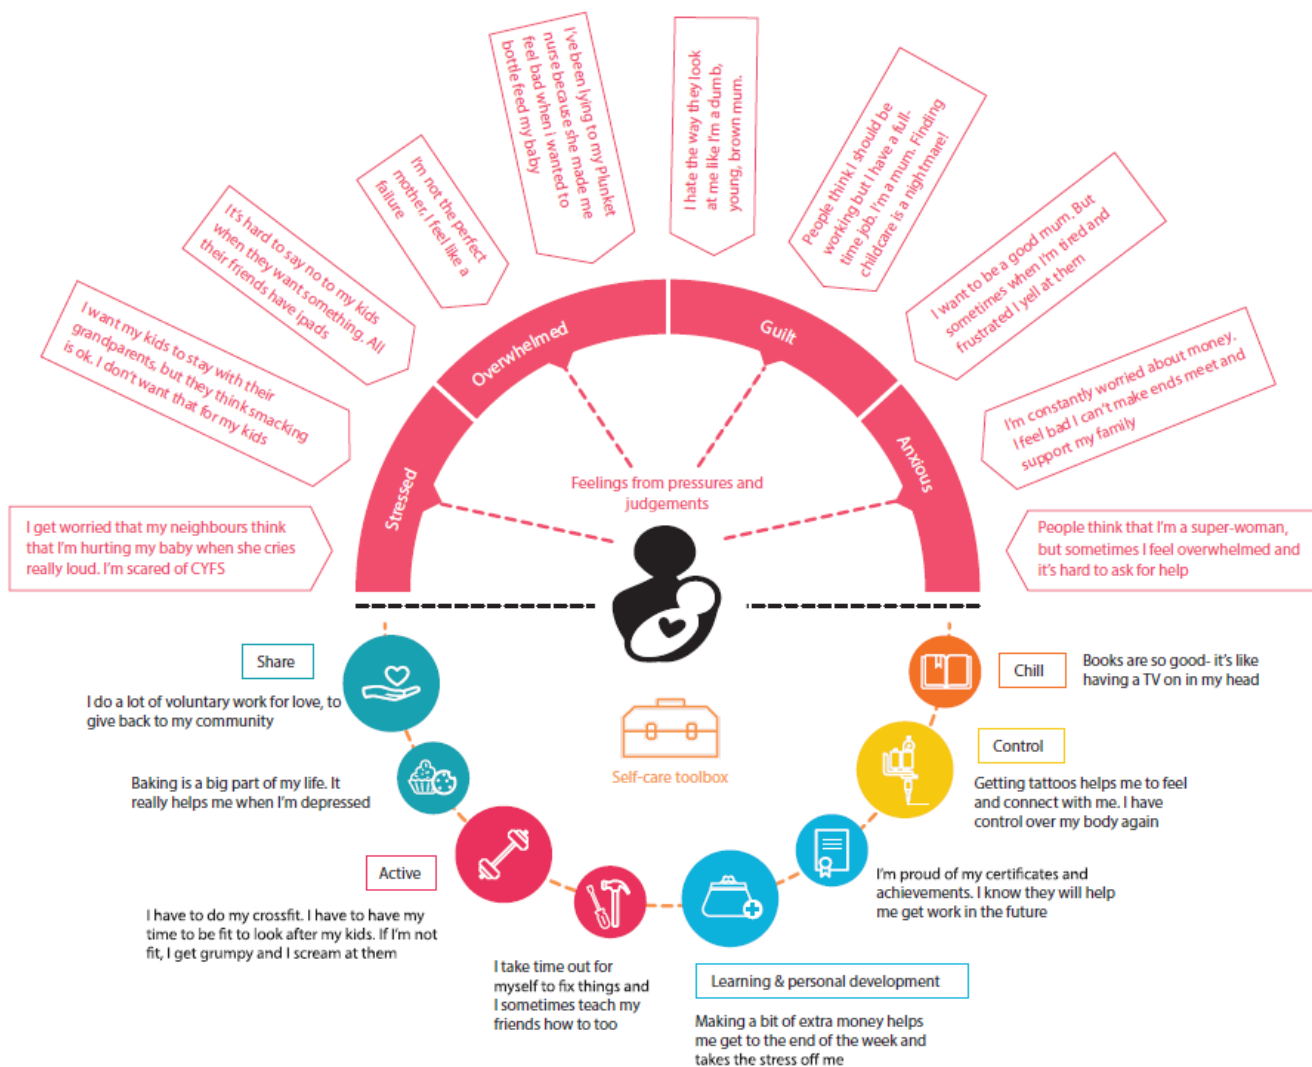 I get worried that my neighbours think
that I'm hurting my baby when she cries
really loud. I'm scared of CYFS
I want my kids to stay with their
grandparents, but they think smacking
is ok. I don't want that for my kids
It's hard to say no to my kids
when they want something. All
their friends have ipads
I'm not the perfect
mother, I feel like a
failure
I've been lying to my Plunket
nurse because she made me
feel bad when i wanted to
bottle feed my baby
I hate the way they look
at me like I'm a dumb,
young, brown mum.
People think I should be
working but I have a full-
time job. I'm a mum. Finding
childcare is a nightmare!
I want to be a good mum. But
sometimes when I'm tired and
frustrated I yell at them
I'm constantly worried about money,
I feel bad I can't make ends meet and
support my family
People think that I'm a super-woman,
but sometimes I feel overwhelmed and
it's hard to ask for help
Stressed
Overwhelmed
Guilt
Anxious
Feelings from pressures and
judgements
Share
I do a lot of voluntary work for love, to
give back to my community
Baking is a big part of my life. It
really helps me when I'm depressed
Active
I have to do my crossfit. I have to have my
time to be fit to look after my kids. If I'm not
fit, I get grumpy and I scream at them
I take time out for
myself to fix things and
I sometimes teach my
friends how to too
Self-care toolbox
Learning & personal development
Making a bit of extra money helps
me get to the end of the week and
takes the stress off me
I'm proud of my certificates and
achievements. I know they will help
me get work in the future
Control
Getting tattoos helps me to feel
and connect with me. I have
control over my body again
Chill
Books are so good- it's like
having a TV on in my head